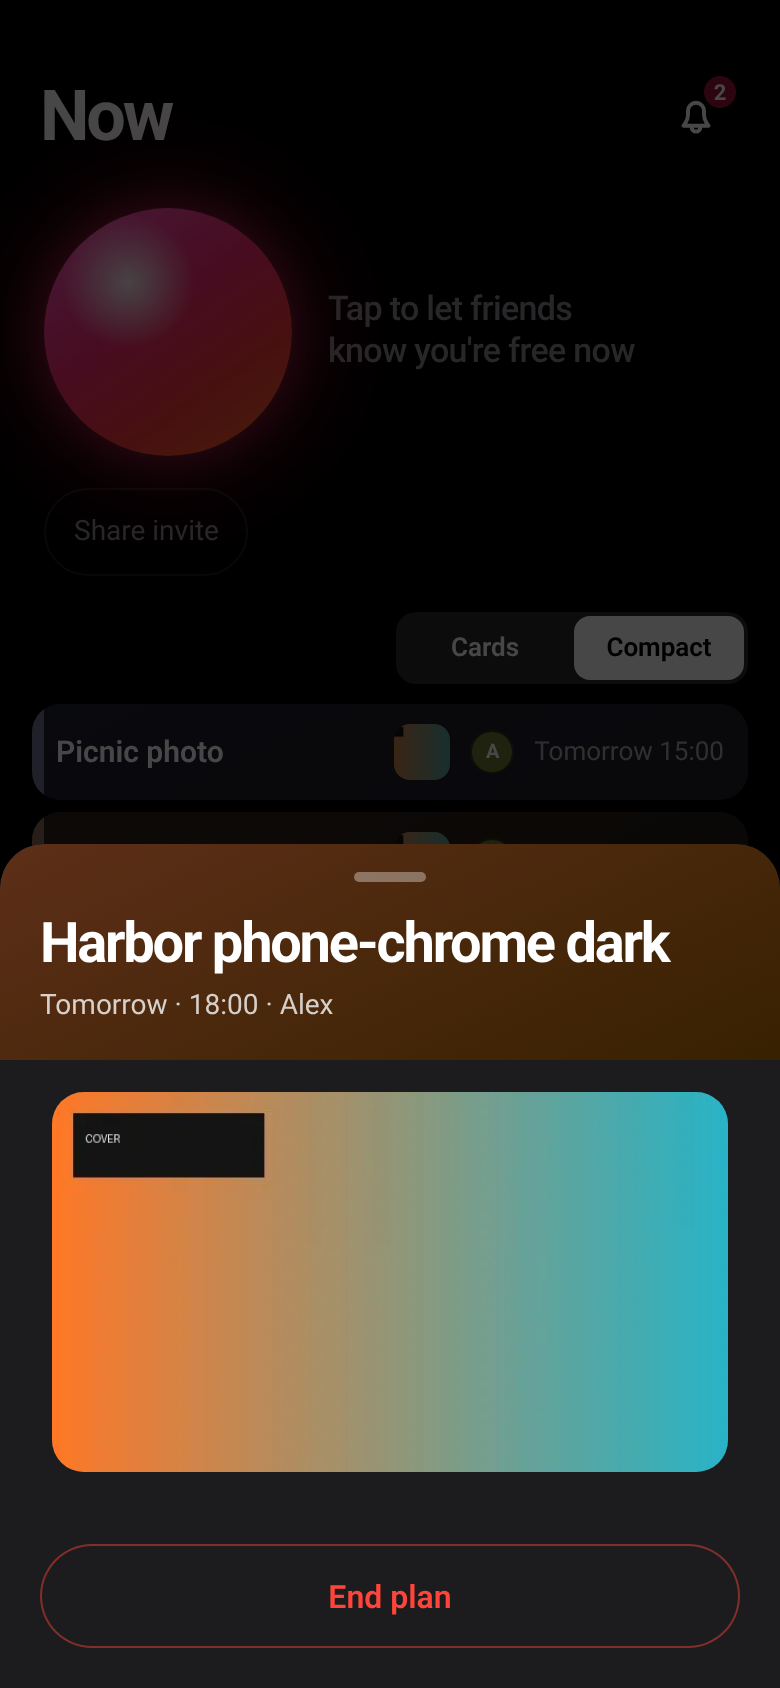 Now
2
Tap to let friends
know you're free now
Share invite
Cards
Compact
Picnic photo
A
Tomorrow 15:00
Harbor phone-chrome dark
Tomorrow · 18:00 · Alex
COVER
End plan